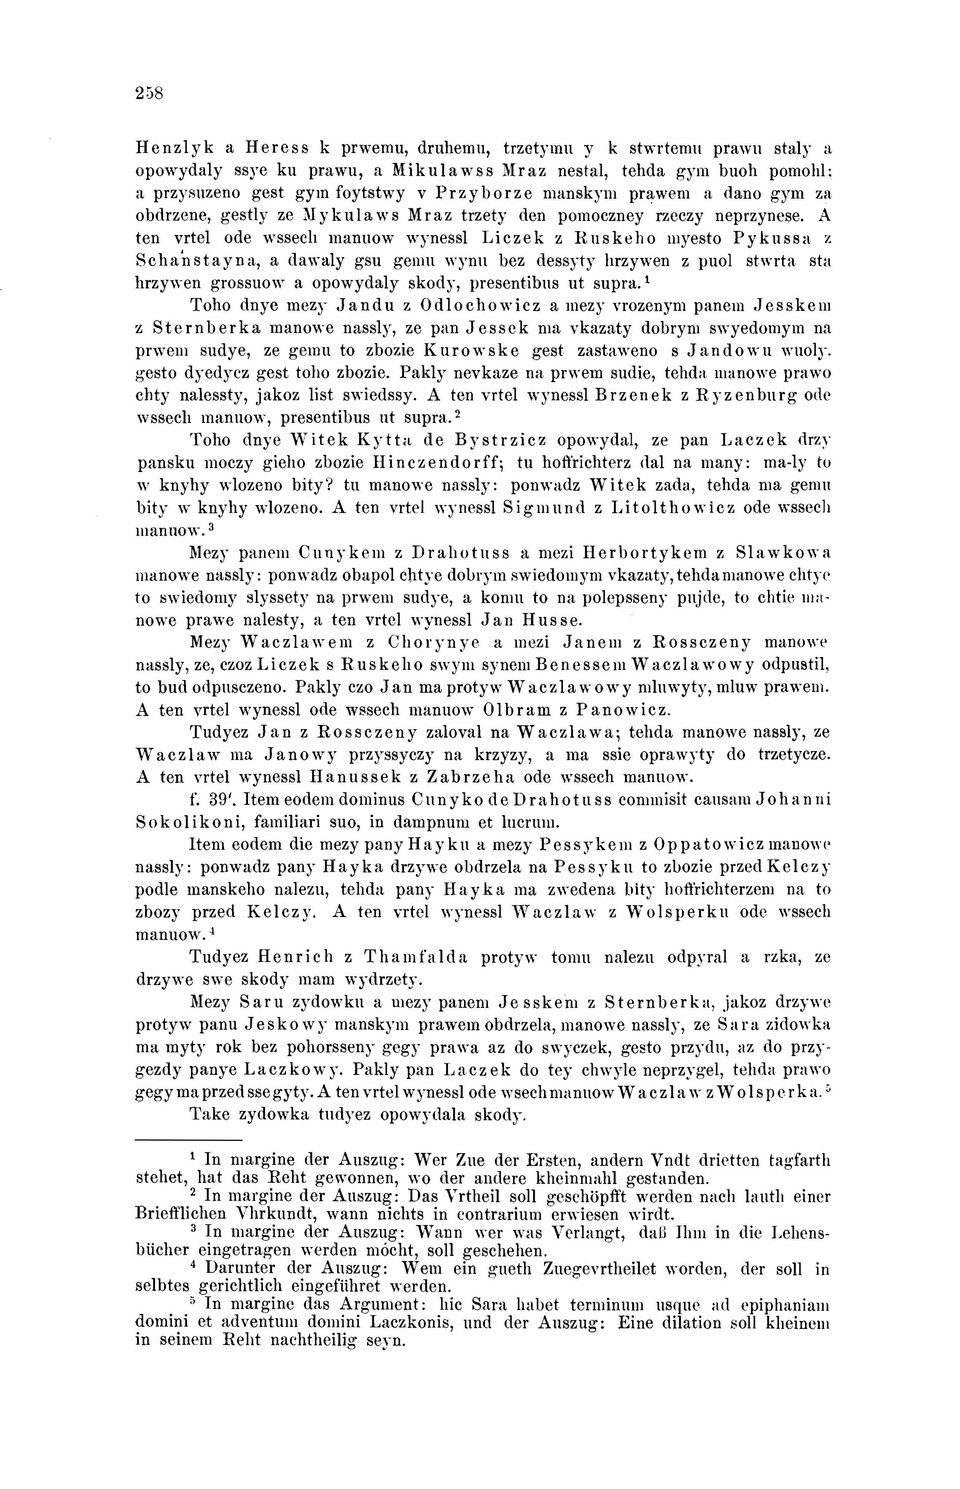 258
Henzlyk a Heress k prwemu, druhemu, trzetymu y k stwrtemu prawu staly a
opowydaly ssye ku prawu, a Mikulawss Mraz nestal, tehda gym buoh pomohl;
a przysuzeno gest gym foytstwy v Przyborze manskym prawem a dano gym za
obdrzene, gestly ze Mykulaws Mraz trzety den pomoczney rzeczy neprzynese. A
ten vrtel ode wssech manuow wynessl Liczek z Ruskeho myesto Pykussa z
Schanstayna, a dawaly gsu gemu wynu bez dessyty hrzywen z puol stwrta sta
hrzywen grossuow a opowydaly skody, presentibus ut supra.¹
Toho dnye mezy Jandu z Odlochowicz a mezy vrozenym panem Jesskem
z Sternberka manowe nassly, ze pan Jessek ma vkazaty dobrym swyedomym na
prwem sudye, ze gemu to zbozie Kurowske gest zastaweno s Jandowu wuoly.
gesto dyedycz gest toho zbozie. Pakly nevkaze na prwem sudie, tehda manowe prawo
chty nalessty, jakoz list swiedssy. A ten vrtel wynessl Brzenek z Ryzenburg ode
wssech manuow, presentibus ut supra.²
Toho dnye Witek Kytta de Bystrzicz opowydal, ze pan Laczek drzy
pansku moczy gieho zbozie Hinczendorff; tu hoffrichterz dal na many: ma-ly to
w knyhy wlozeno bity? tu manowe nassly: ponwadz Witek zada, tehda ma gemu
bity w knyhy wlozeno. A ten vrtel wynessl Sigmund z Litolthowicz ode wssech
manuow.³
Mezy panem Cunykem z Drahotuss a mezi Herbortykem z Slawkowa
manowe nassly: ponwadz obapol chtye dobrym swiedomym vkazaty, tehda manowe chtye
to swiedomy slyssety na prwem sudye, a komu to na polepsseny pujde, to chtie ma-
nowe prawe nalesty, a ten vrtel wynessl Jan Husse.
Mezy Waczlawem z Chorynye a mezi Janem z Rossczeny manowe
nassly, ze, czoz Liczek s Ruskeho swym synem Benessem Waczlawowy odpustil,
to bud odpusczeno. Pakly czo Jan ma protyw Waczlawowy mluwyty, mluw prawem.
A ten vrtel wynessl ode wssech manuow Olbram z Panowicz.
Tudyez Jan z Rossczeny zaloval na Waczlawa; tehda manowe nassly, ze
Waczlaw ma Janowy przyssyczy na krzyzy, a ma ssie oprawyty do trzetycze.
A ten vrtel wynessl Hanussek z Zabrzeha ode wssech manuow.
f. 39′. Item eodem dominus Cunyko de Drahotuss commisit causam Johanni
Sokolikoni, familiari suo, in dampnum et lucrum.
Item eodem die mezy pany Hayku a mezy Pessykem z Oppatowicz manowe
nassly: ponwadz pany Hayka drzywe obdrzela na Pessyku to zbozie przed Kelczy
podle manskeho nalezu, tehda pany Hayka ma zwedena bity hoffrichterzem na to
zbozy przed Kelczy. A ten vrtel wynessl Waczlaw z Wolsperku ode wssech
manuow.⁴
Tudyez Henrich z Thamfalda protyw tomu nalezu odpyral a rzka, ze
drzywe swe skody mam wydrzety.
Mezy Saru zydowku a mezy panem Jesskem z Sternberka, jakoz drzywe
protyw panu Jeskowy manskym prawem obdrzela, manowe nassly, ze Sara zidowka
ma myty rok bez pohorsseny gegy prawa az do swyczek, gesto przydu, az do przy-
gezdy panye Laczkowy. Pakly pan Laczek do tey chwyle neprzygel, tehda prawo
gegy ma przed sse gyty. A ten vrtel wynessl ode wsech manuow Waczlaw z Wolsperka.⁵
Take zydowka tudyez opowydala skody.
¹ In margine der Auszug: Wer Zue der Ersten, andern Vndt drietten tagfarth
stehet, hat das Reht gewonnen, wo der andere kheinmahl gestanden.
² In margine der Auszug: Das Vrtheil soll geschöpfft werden nach lauth einer
Briefflichen Vhrkundt, wann nichts in contrarium erwiesen wirdt.
³ In margine der Auszug: Wann wer was Verlangt, daß Ihm in die Lehens-
bücher eingetragen werden möcht, soll geschehen.
⁴ Darunter der Auszug: Wem ein gueth Zuegevrtheilet worden, der soll in
selbtes gerichtlich eingeführet werden.
⁵ In margine das Argument: hic Sara habet terminum usque ad epiphaniam
domini et adventum domini Laczkonis, und der Auszug: Eine dilation soll kheinem
in seinem Reht nachtheilig seyn.